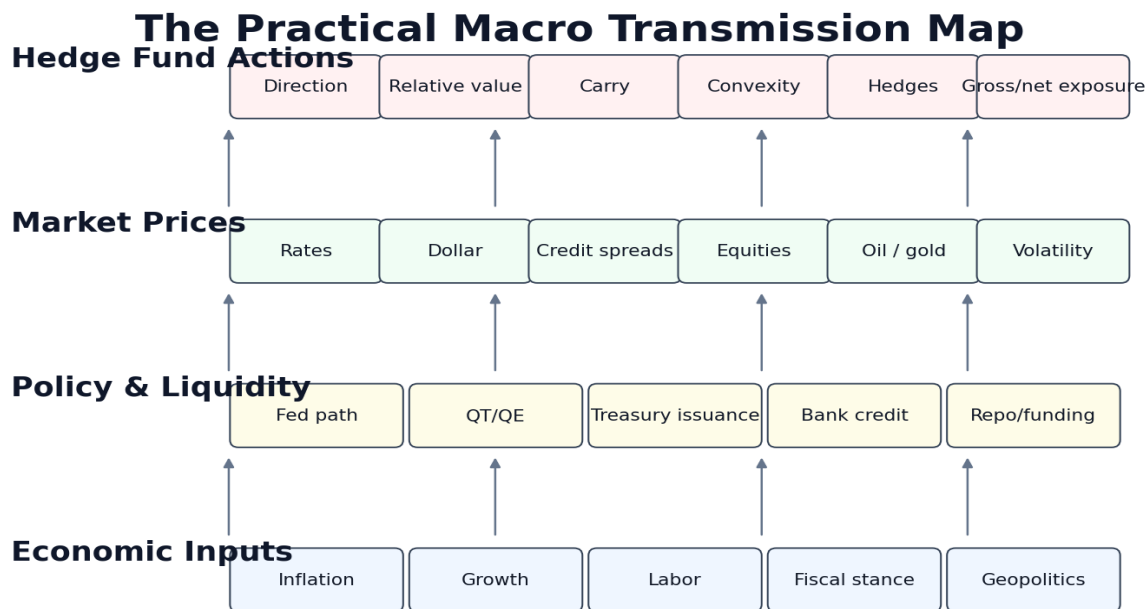 The Practical Macro Transmission Map
Hedge Fund Actions
Direction
Relative value
Carry
Convexity
Hedges
Gross/net exposure
Market Prices
Rates
Dollar
Credit spreads
Equities
Oil / gold
Volatility
Policy & Liquidity
Fed path
QT/QE
Treasury issuance
Bank credit
Repo/funding
Economic Inputs
Inflation
Growth
Labor
Fiscal stance
Geopolitics